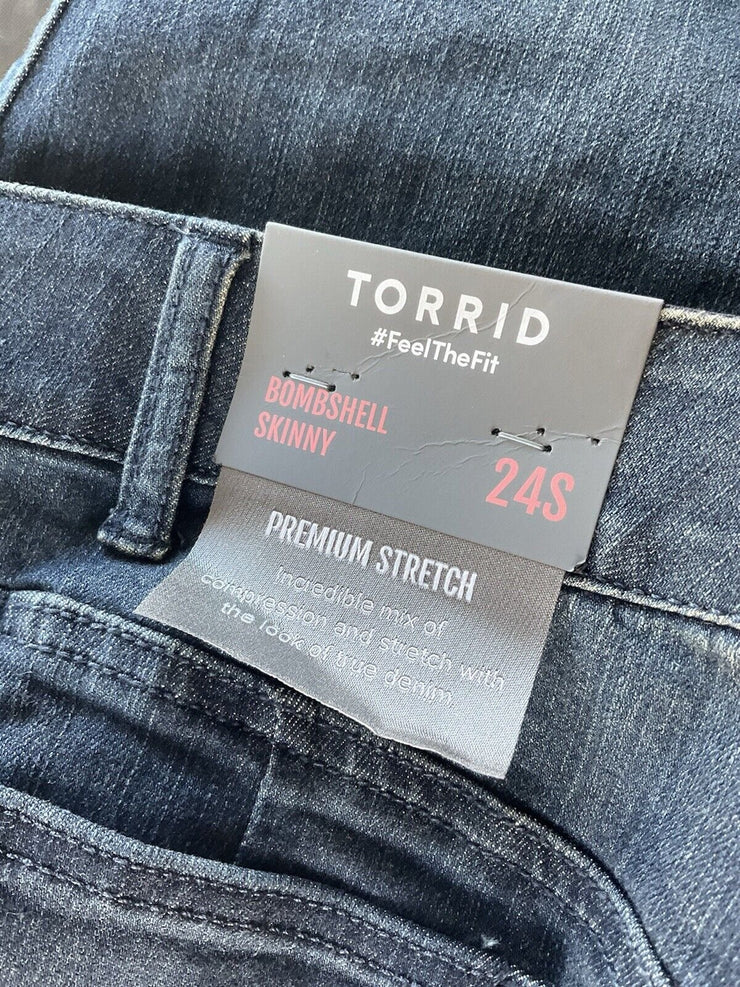 TORRID
#FeelTheFit
BOMBSHELL
SKINNY
24S
PREMIUM STRETCH
Incredible mix of
compression and stretch with
the look of true denim.